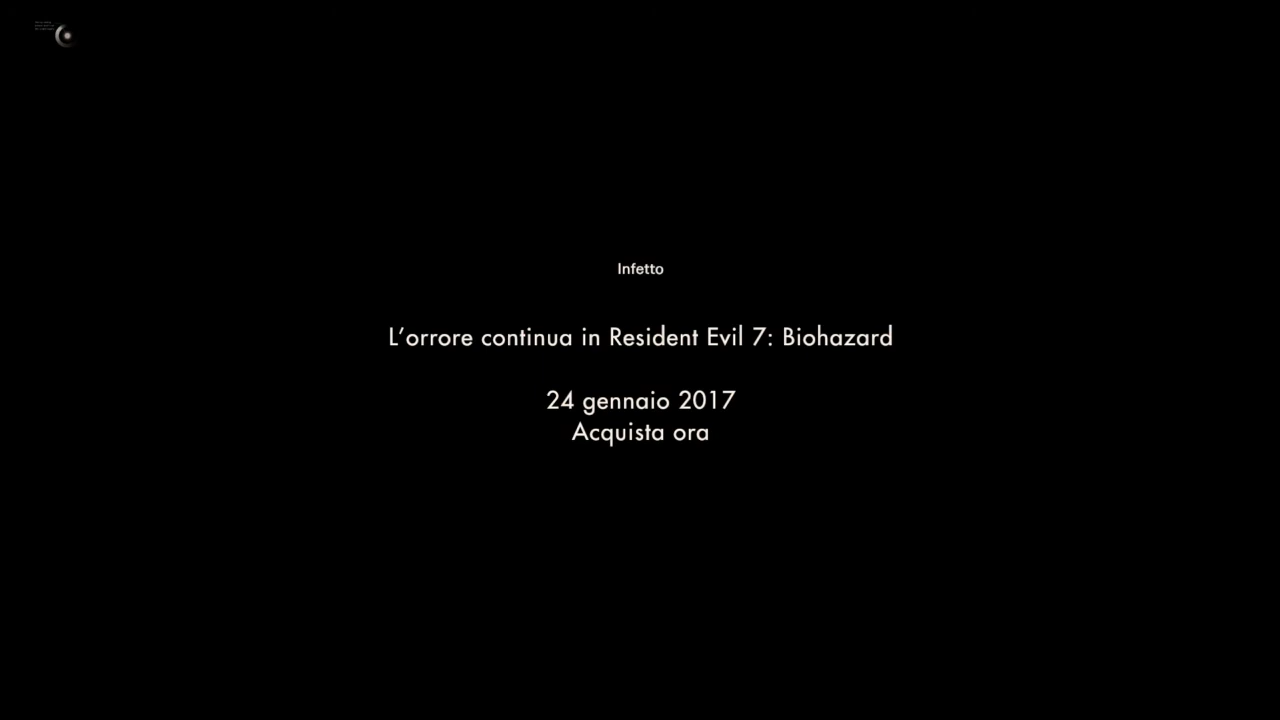 Infetto
L’orrore continua in Resident Evil 7: Biohazard
24 gennaio 2017
Acquista ora